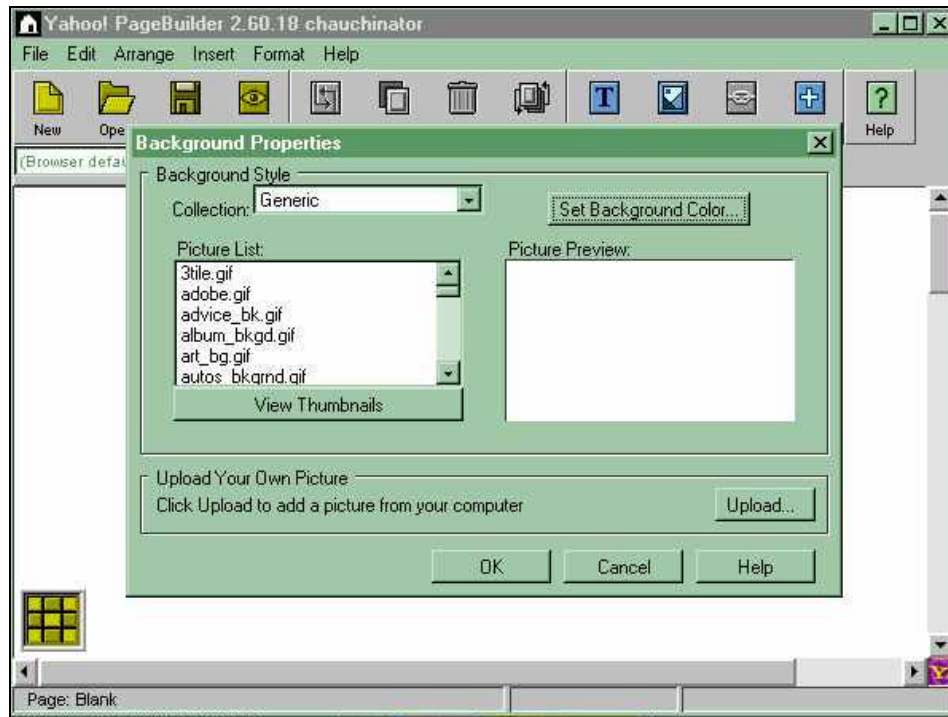 Yahoo! PageBuilder 2.60.18 chauchinator
File Edit Arrange Insert Format Help
New Ope Help
(Browser defau
Background Properties
Background Style
Collection: Generic
Set Background Color...
Picture List:
Picture Preview:
3tile.gif
adobe.gif
advice_bk.gif
album_bkgd.gif
art_bg.gif
autos_bkgrnd.gif
View Thumbnails
Upload Your Own Picture
Click Upload to add a picture from your computer
Upload...
OK Cancel Help
Page: Blank